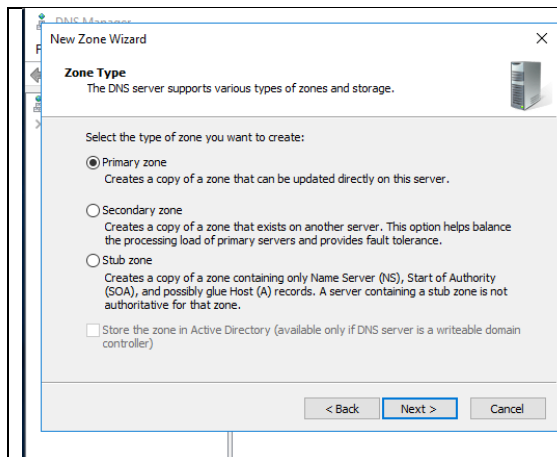 DNS Manager
New Zone Wizard
Zone Type
The DNS server supports various types of zones and storage.
Select the type of zone you want to create:
Primary zone
Creates a copy of a zone that can be updated directly on this server.
Secondary zone
Creates a copy of a zone that exists on another server. This option helps balance
the processing load of primary servers and provides fault tolerance.
Stub zone
Creates a copy of a zone containing only Name Server (NS), Start of Authority
(SOA), and possibly glue Host (A) records. A server containing a stub zone is not
authoritative for that zone.
Store the zone in Active Directory (available only if DNS server is a writeable domain
controller)
< Back Next > Cancel